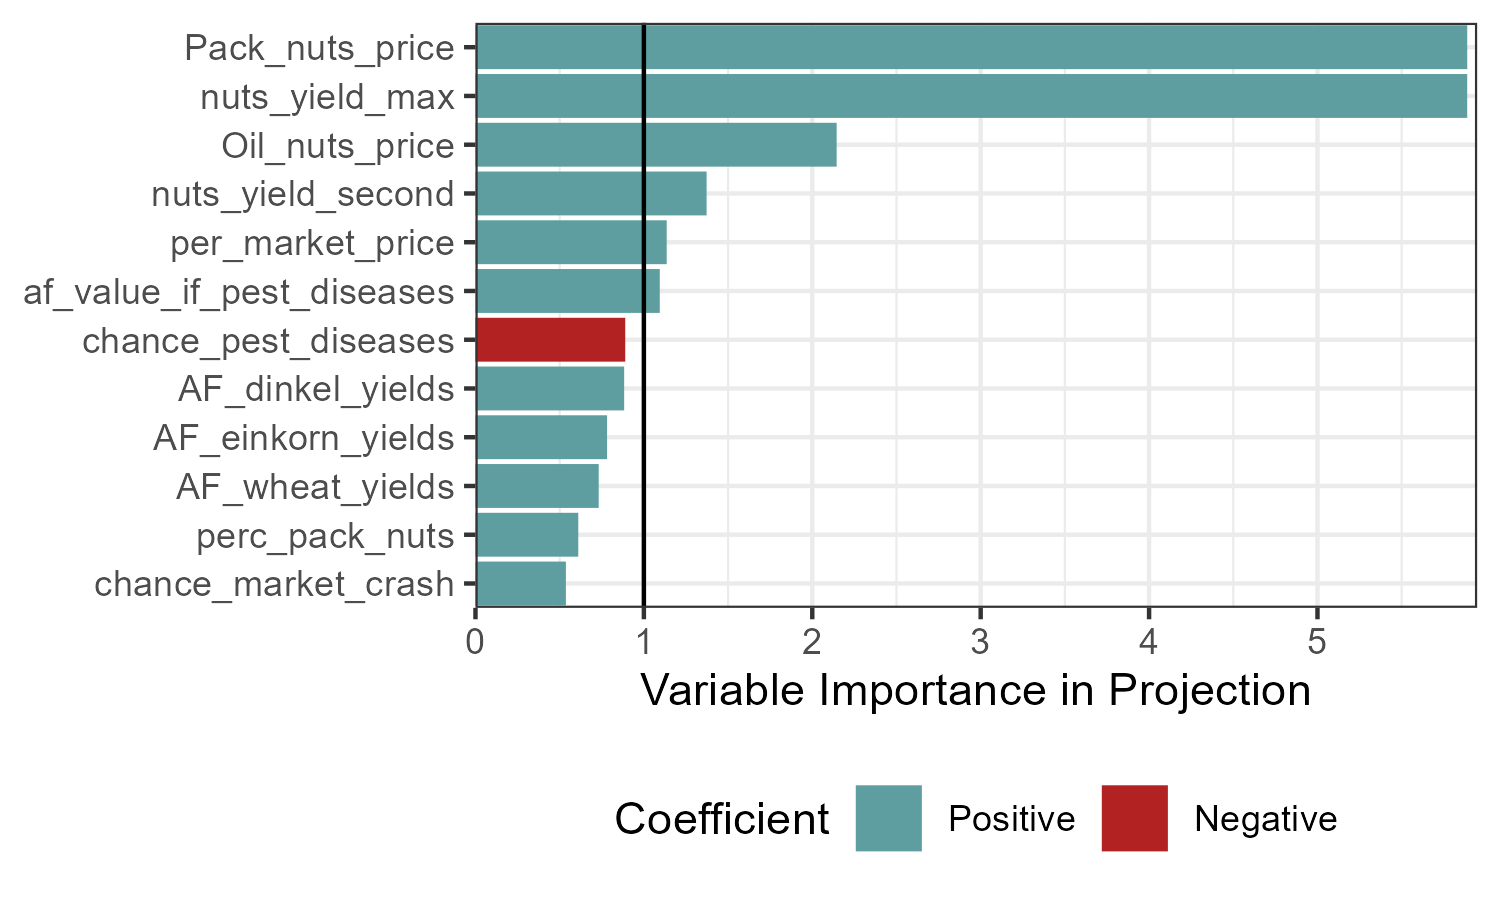 Pack_nuts_price
nuts_yield_max
Oil_nuts_price
nuts_yield_second
per_market_price
af_value_if_pest_diseases
chance_pest_diseases
AF_dinkel_yields
AF_einkorn_yields
AF_wheat_yields
perc_pack_nuts
chance_market_crash
0 1 2 3 4 5
Variable Importance in Projection
Coefficient Positive Negative